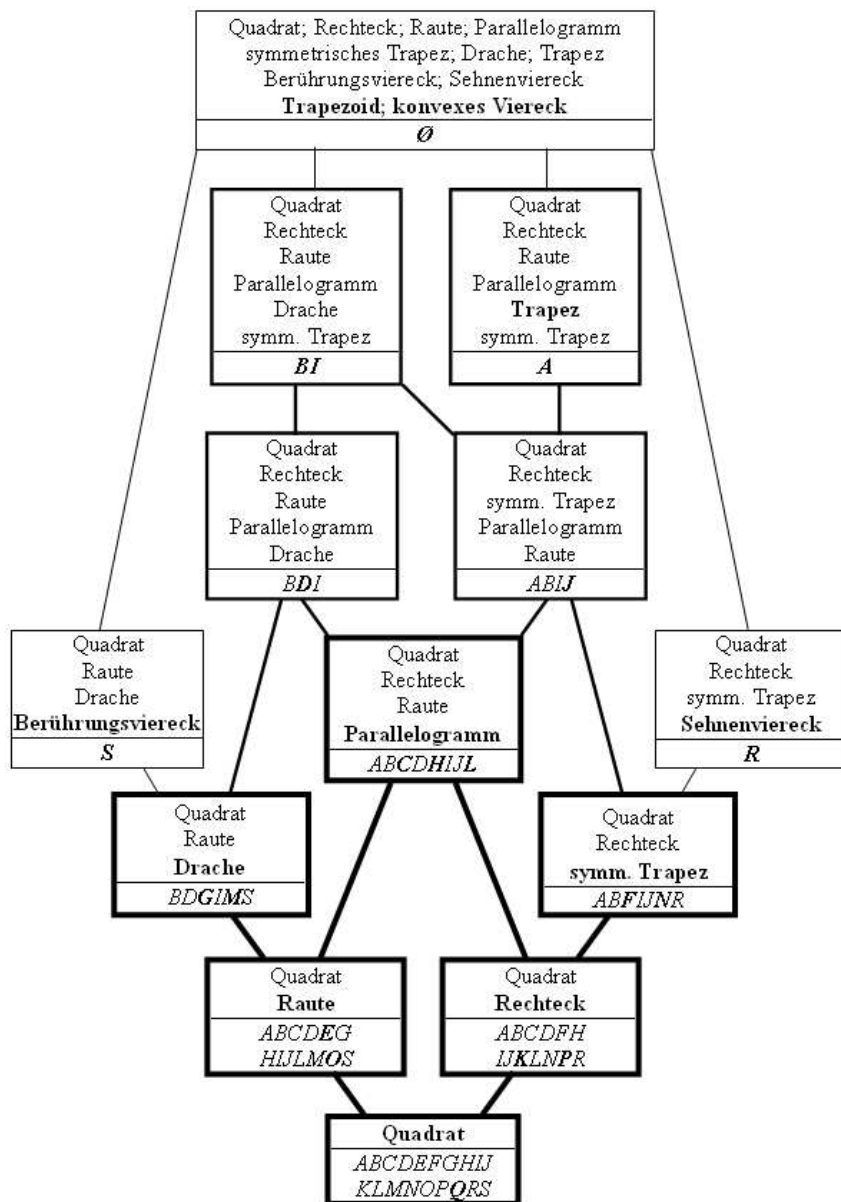 Quadrat; Rechteck; Raute; Parallelogramm
symmetrisches Trapez; Drache; Trapez
Berührungsviereck; Sehnenviereck
Trapezoid; konvexes Viereck
Ø
Quadrat
Rechteck
Raute
Parallelogramm
Drache
symm. Trapez
BI
Quadrat
Rechteck
Raute
Parallelogramm
Trapez
symm. Trapez
A
Quadrat
Rechteck
Raute
Parallelogramm
Drache
BDI
Quadrat
Rechteck
symm. Trapez
Parallelogramm
Raute
ABIJ
Quadrat
Raute
Drache
Berührungsviereck
S
Quadrat
Rechteck
Raute
Parallelogramm
ABCDHIJL
Quadrat
Rechteck
symm. Trapez
Sehnenviereck
R
Quadrat
Raute
Drache
BDGIMS
Quadrat
Rechteck
symm. Trapez
ABFIJNR
Quadrat
Raute
ABCDEG
HIJLMOS
Quadrat
Rechteck
ABCDFH
IJKLNPR
Quadrat
ABCDEFGHIJ
KLMNOPQRS